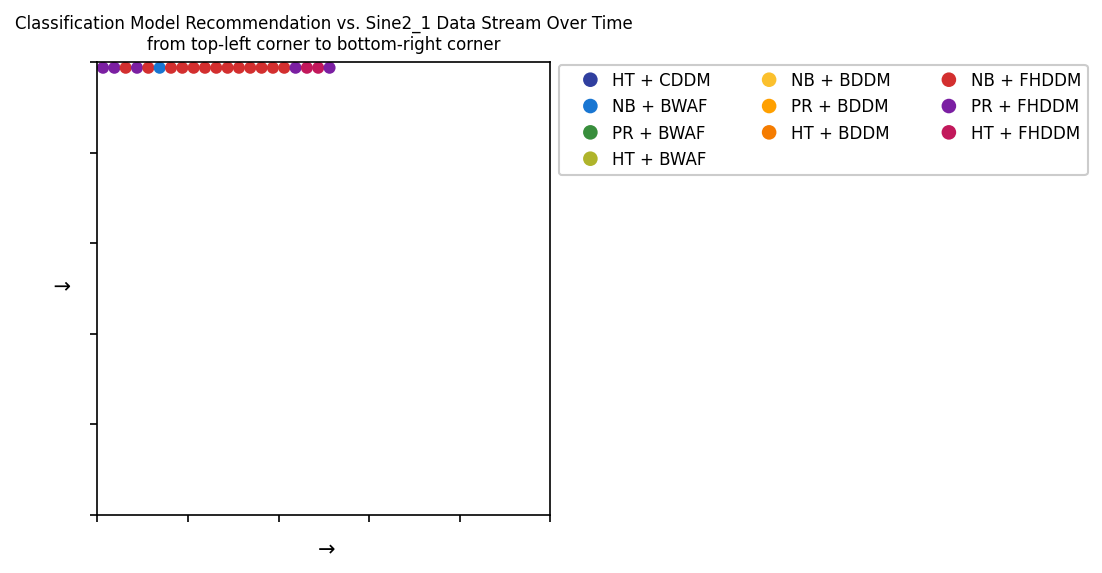 Classification Model Recommendation vs. Sine2_1 Data Stream Over Time
from top-left corner to bottom-right corner
HT + CDDM
NB + BWAF
PR + BWAF
HT + BWAF
NB + BDDM
PR + BDDM
HT + BDDM
NB + FHDDM
PR + FHDDM
HT + FHDDM
→
→